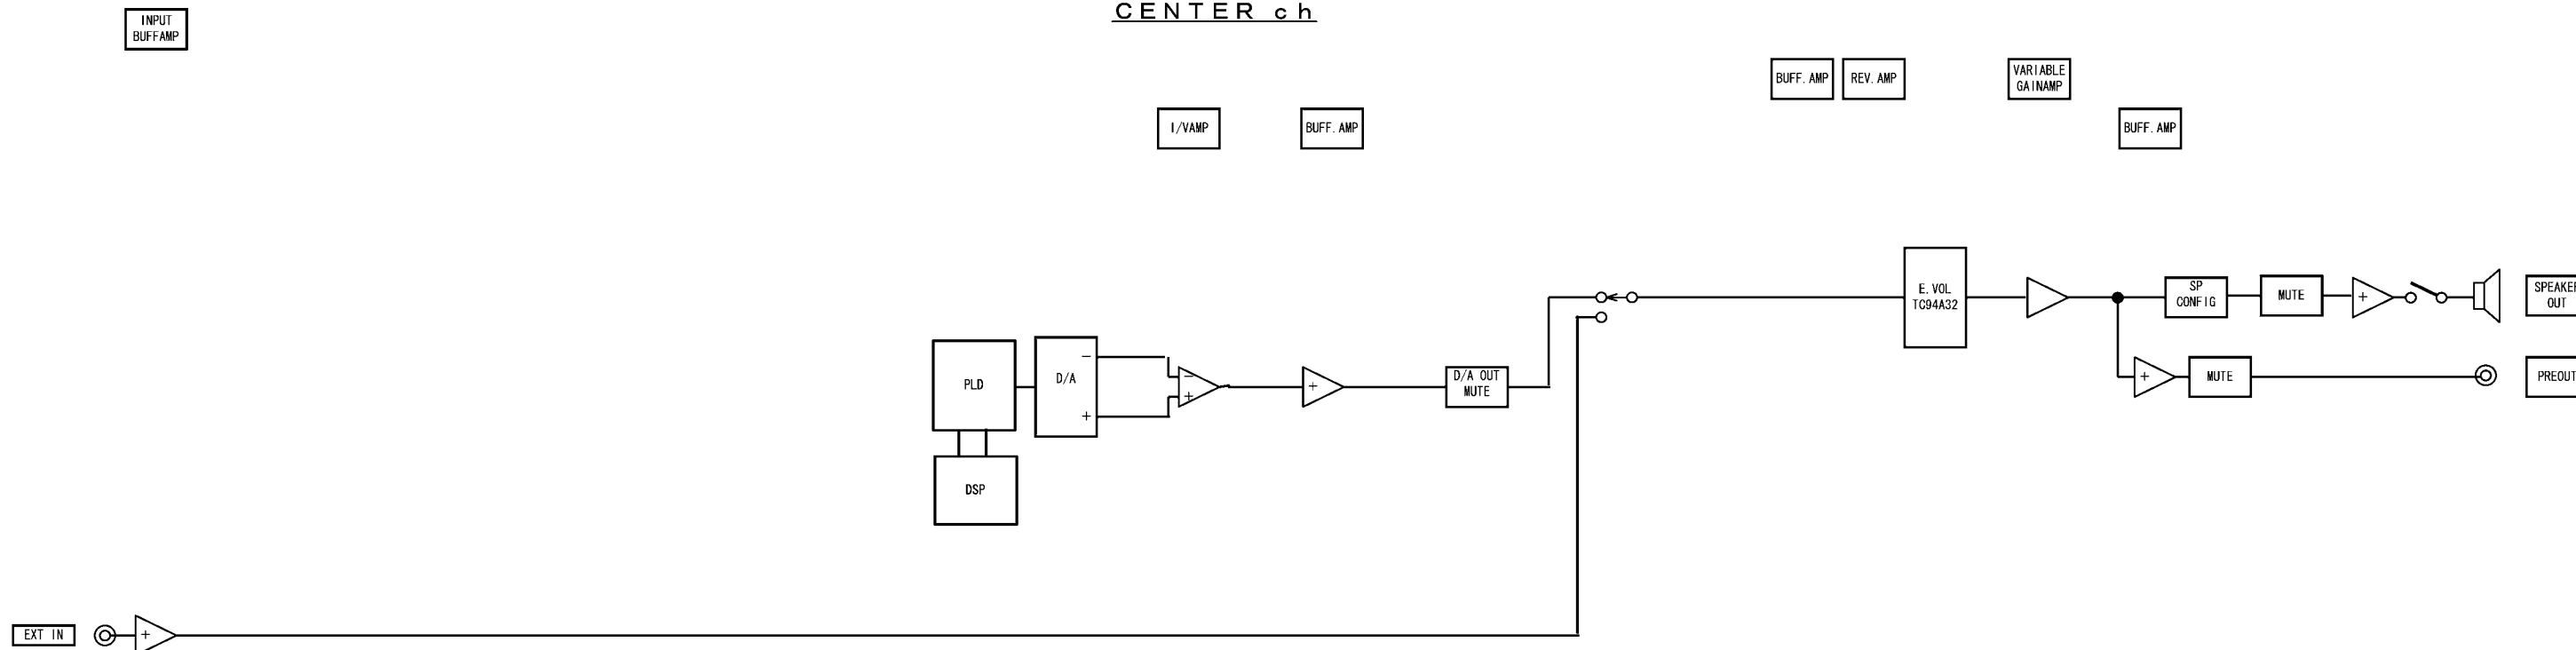 CENTER ch
INPUT
BUFFAMP
BUFF. AMP
REV. AMP
VARIABLE
GAINAMP
I/VAMP
BUFF. AMP
BUFF. AMP
E. VOL
TC94A32
SP
CONFIG
MUTE
+
SPEAKER
OUT
PLD
D/A
−
+
−
+
+
D/A OUT
MUTE
+
MUTE
PREOUT
DSP
EXT IN
+